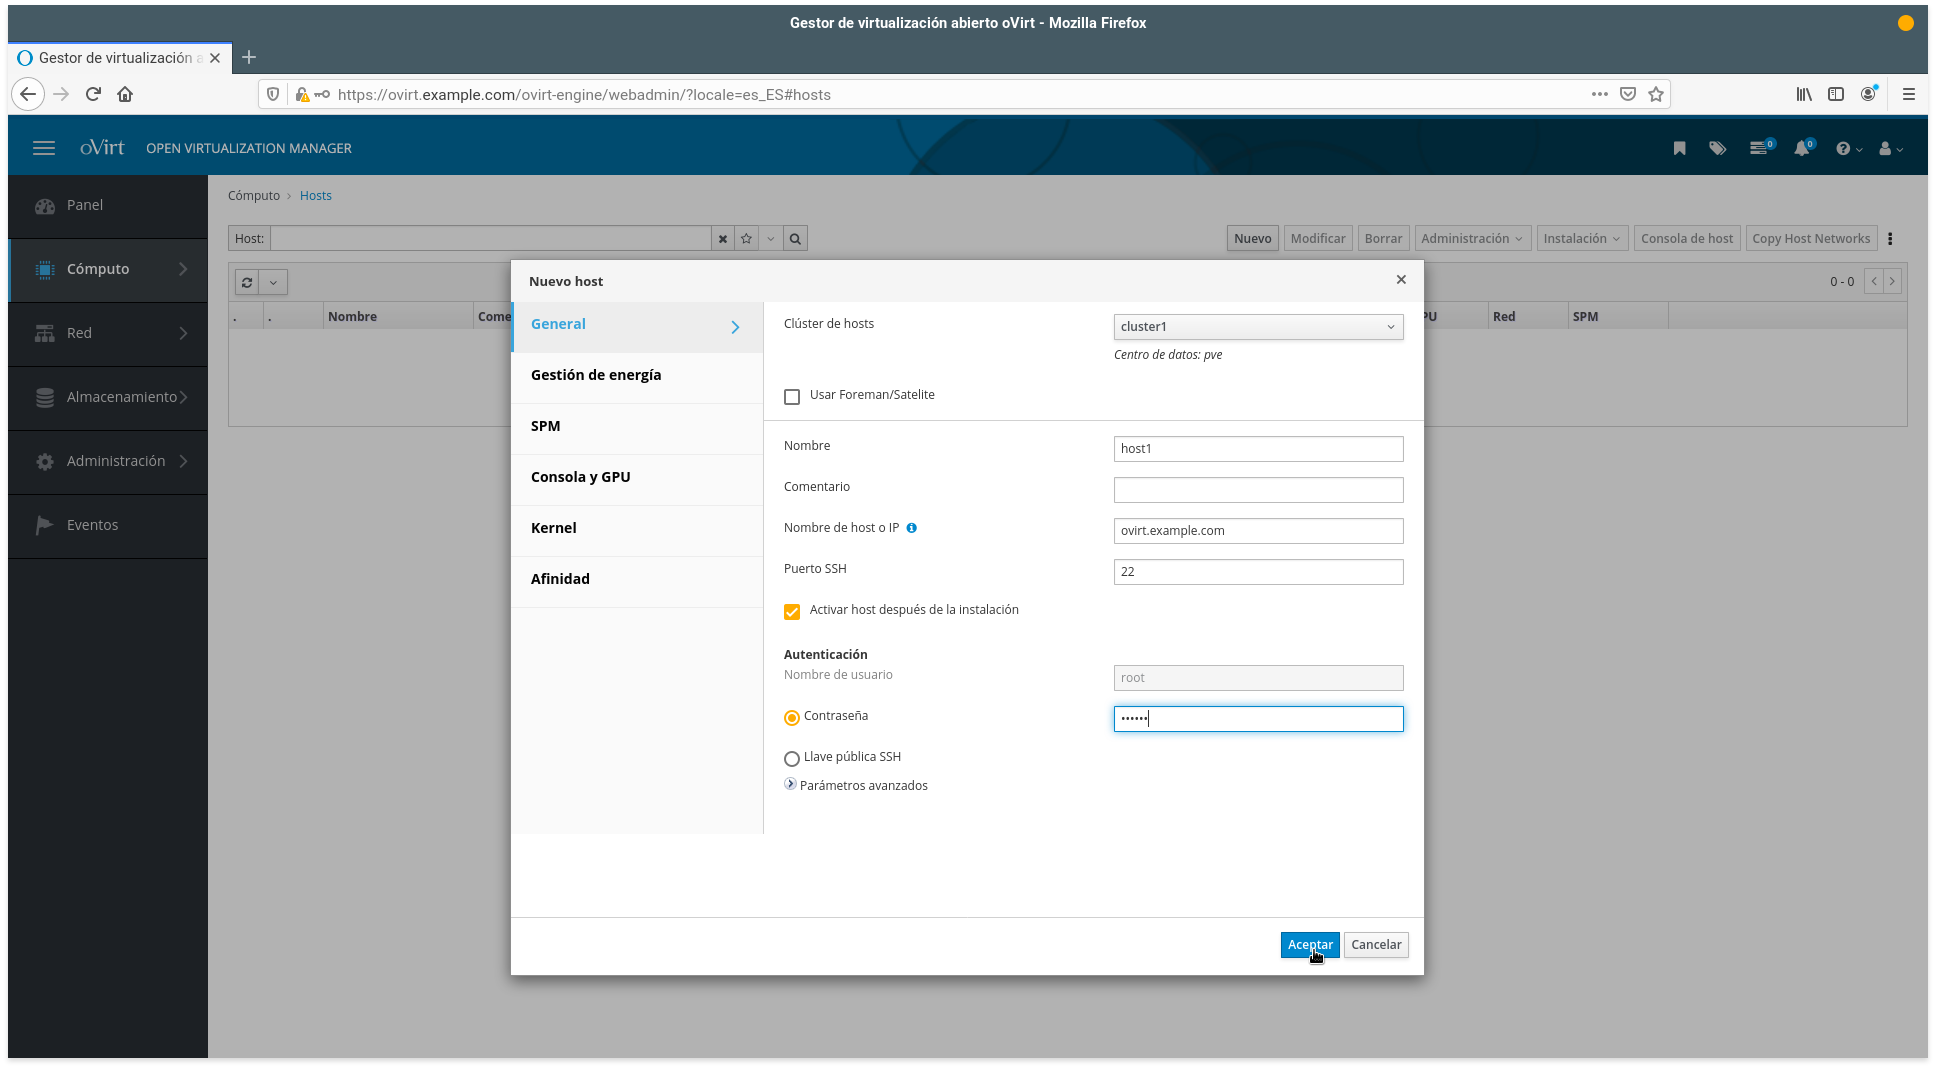 Gestor de virtualización abierto oVirt - Mozilla Firefox
Gestor de virtualización a
https://ovirt.example.com/ovirt-engine/webadmin/?locale=es_ES#hosts
oVirt OPEN VIRTUALIZATION MANAGER 0 0
Panel
Cómputo
Red
Almacenamiento
Administración
Eventos
Cómputo > Hosts
Host: Nuevo Modificar Borrar Administración Instalación Consola de host Copy Host Networks
0 - 0
. . Nombre Come PU Red SPM
Nuevo host
General
Gestión de energía
SPM
Consola y GPU
Kernel
Afinidad
Clúster de hosts cluster1
Centro de datos: pve
Usar Foreman/Satelite
Nombre host1
Comentario
Nombre de host o IP ovirt.example.com
Puerto SSH 22
Activar host después de la instalación
Autenticación
Nombre de usuario root
Contraseña ••••••
Llave pública SSH
Parámetros avanzados
Aceptar Cancelar